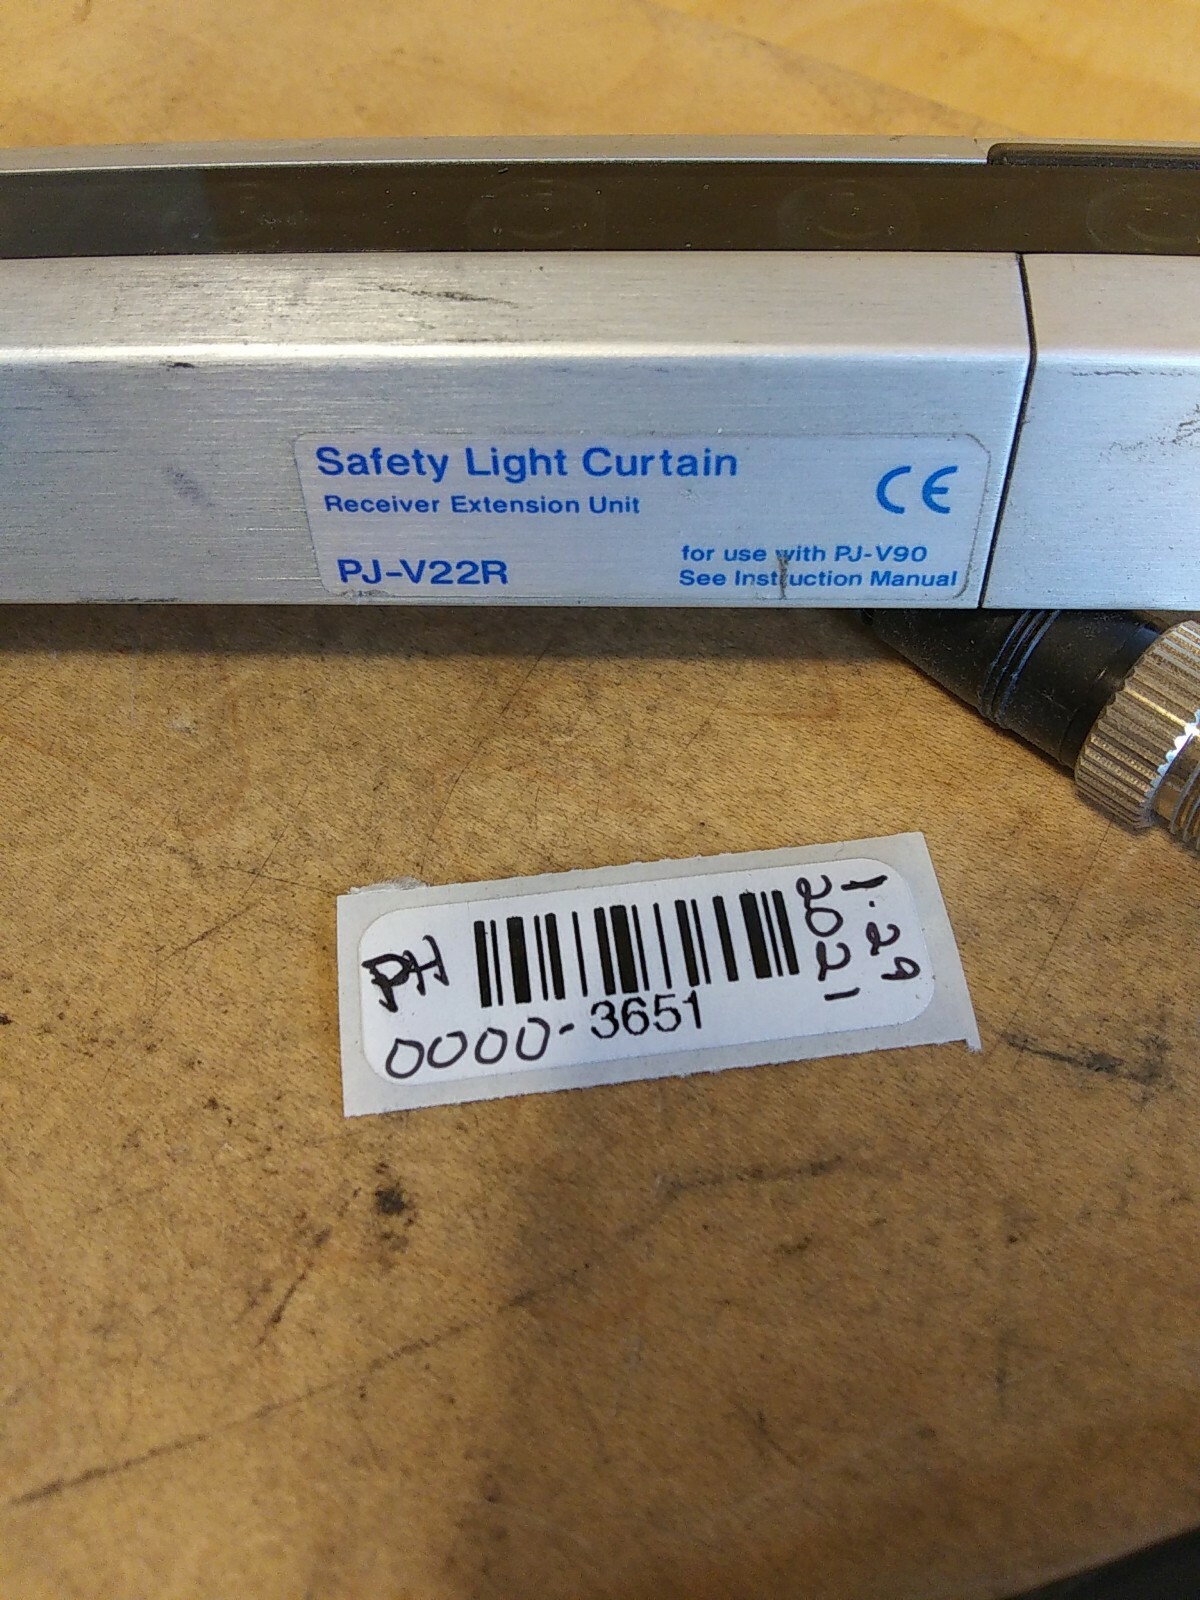 Safety Light Curtain
CE
Receiver Extension Unit
for use with PJ-V90
PJ-V22R
See Instruction Manual
PH
0000-3651
1·29
2021